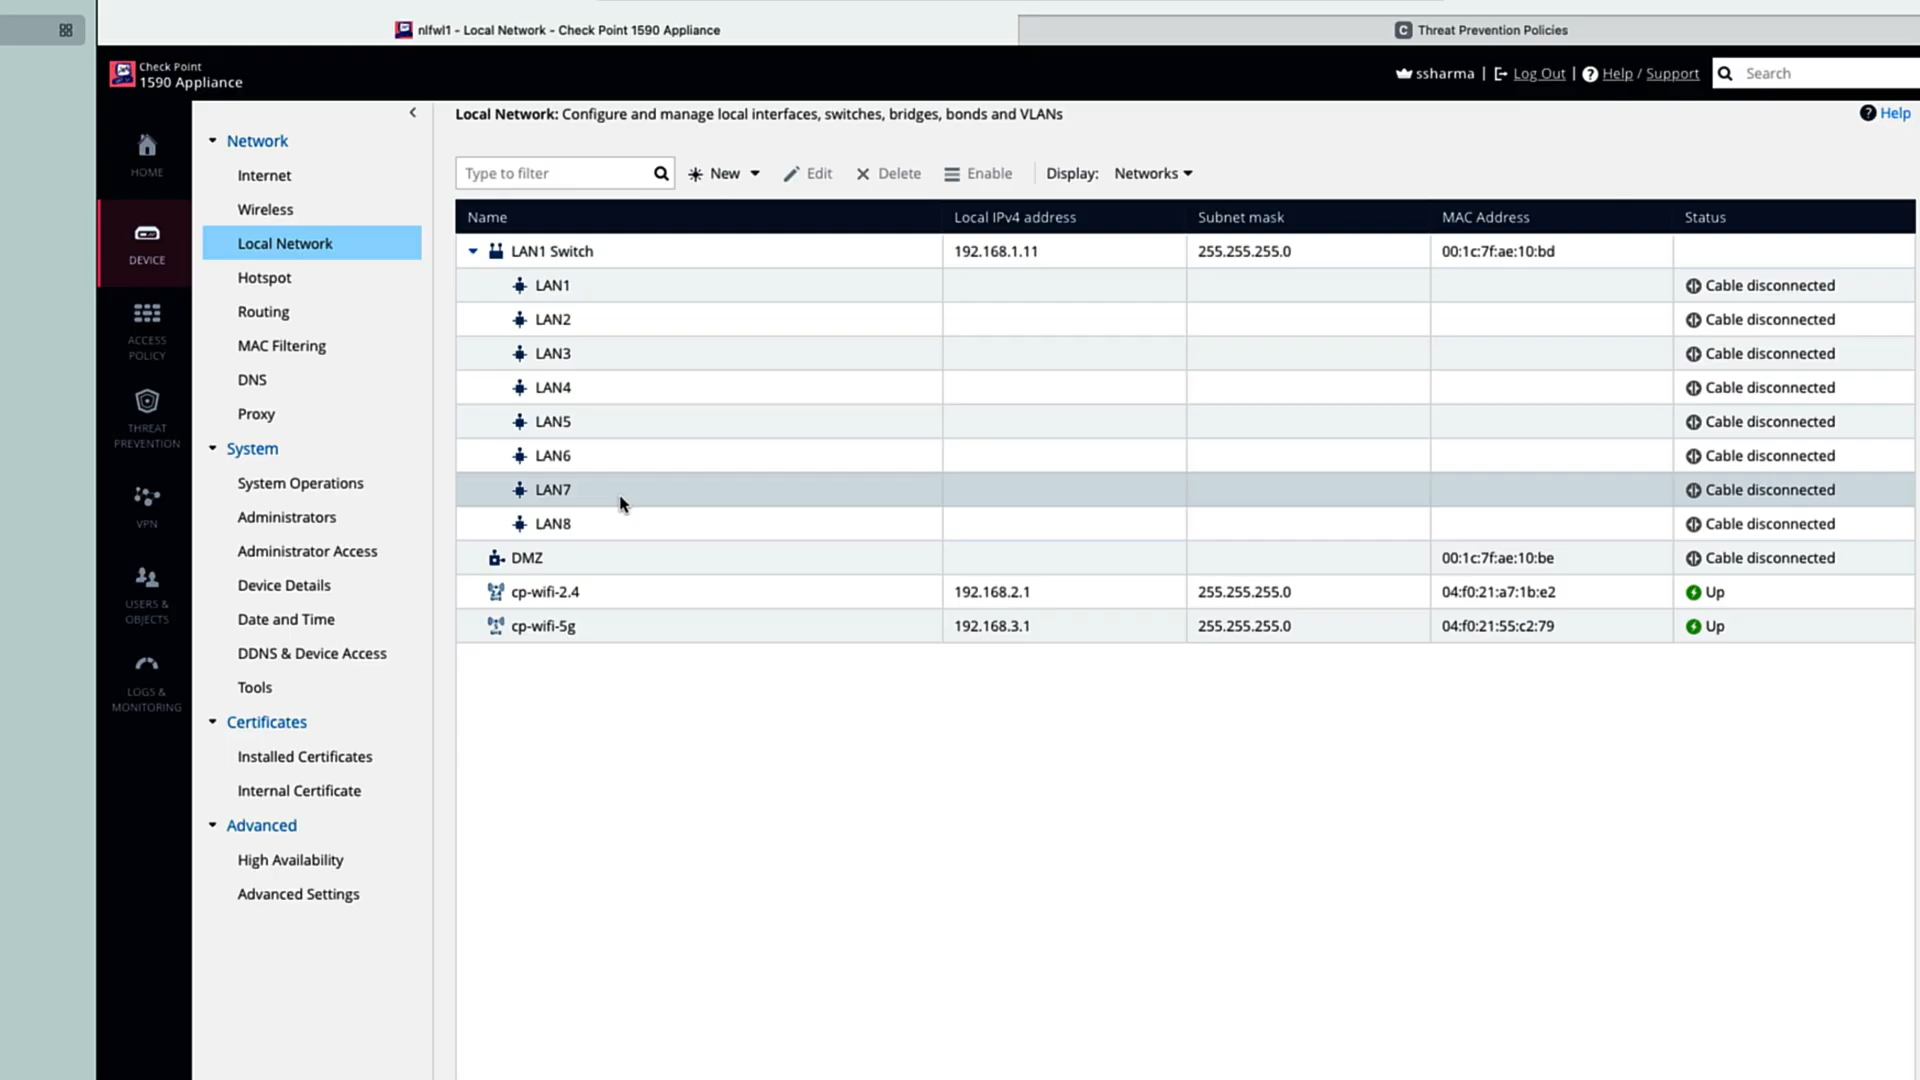 nlfwl1 - Local Network - Check Point 1590 Appliance
Threat Prevention Policies
Check Point
1590 Appliance
ssharma | Log Out | Help / Support
Search
HOME
DEVICE
ACCESS
POLICY
THREAT
PREVENTION
VPN
USERS &
OBJECTS
LOGS &
MONITORING
Network
Internet
Wireless
Local Network
Hotspot
Routing
MAC Filtering
DNS
Proxy
System
System Operations
Administrators
Administrator Access
Device Details
Date and Time
DDNS & Device Access
Tools
Certificates
Installed Certificates
Internal Certificate
Advanced
High Availability
Advanced Settings
Local Network: Configure and manage local interfaces, switches, bridges, bonds and VLANs
Help
Type to filter New Edit Delete Enable Display: Networks
Name Local IPv4 address Subnet mask MAC Address Status
LAN1 Switch 192.168.1.11 255.255.255.0 00:1c:7f:ae:10:bd
LAN1 Cable disconnected
LAN2 Cable disconnected
LAN3 Cable disconnected
LAN4 Cable disconnected
LAN5 Cable disconnected
LAN6 Cable disconnected
LAN7 Cable disconnected
LAN8 Cable disconnected
DMZ 00:1c:7f:ae:10:be Cable disconnected
cp-wifi-2.4 192.168.2.1 255.255.255.0 04:f0:21:a7:1b:e2 Up
cp-wifi-5g 192.168.3.1 255.255.255.0 04:f0:21:55:c2:79 Up